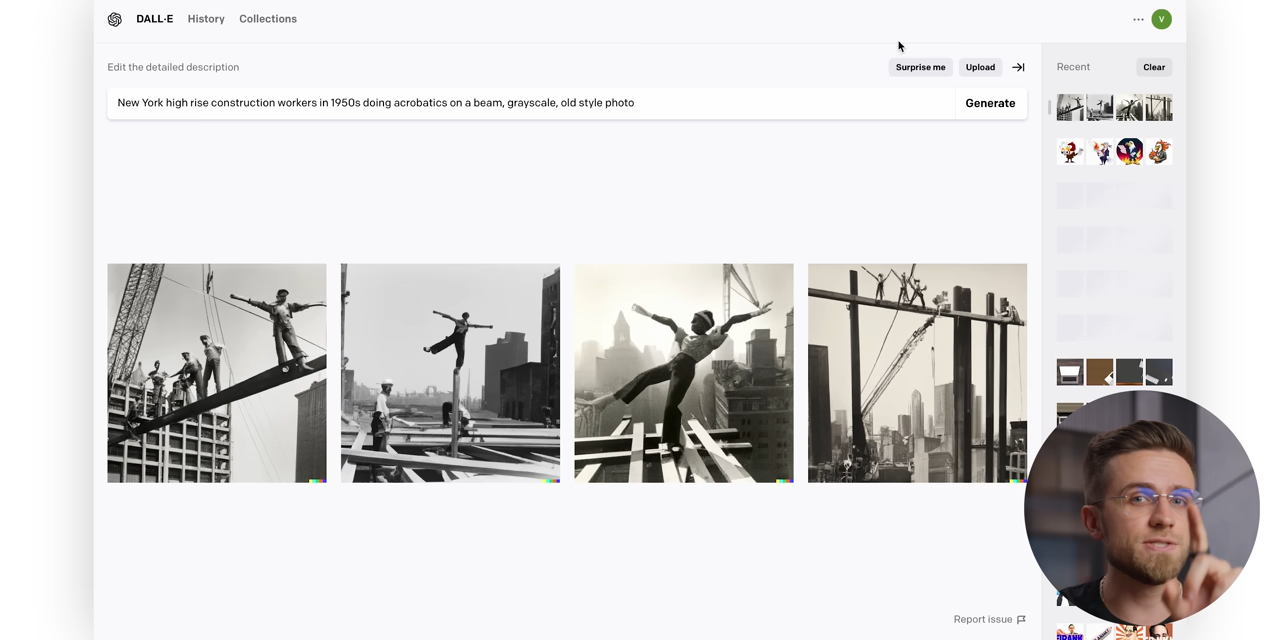 DALL·E History Collections
V
Edit the detailed description
Surprise me
Upload
Recent
Clear
New York high rise construction workers in 1950s doing acrobatics on a beam, grayscale, old style photo
Generate
Report issue